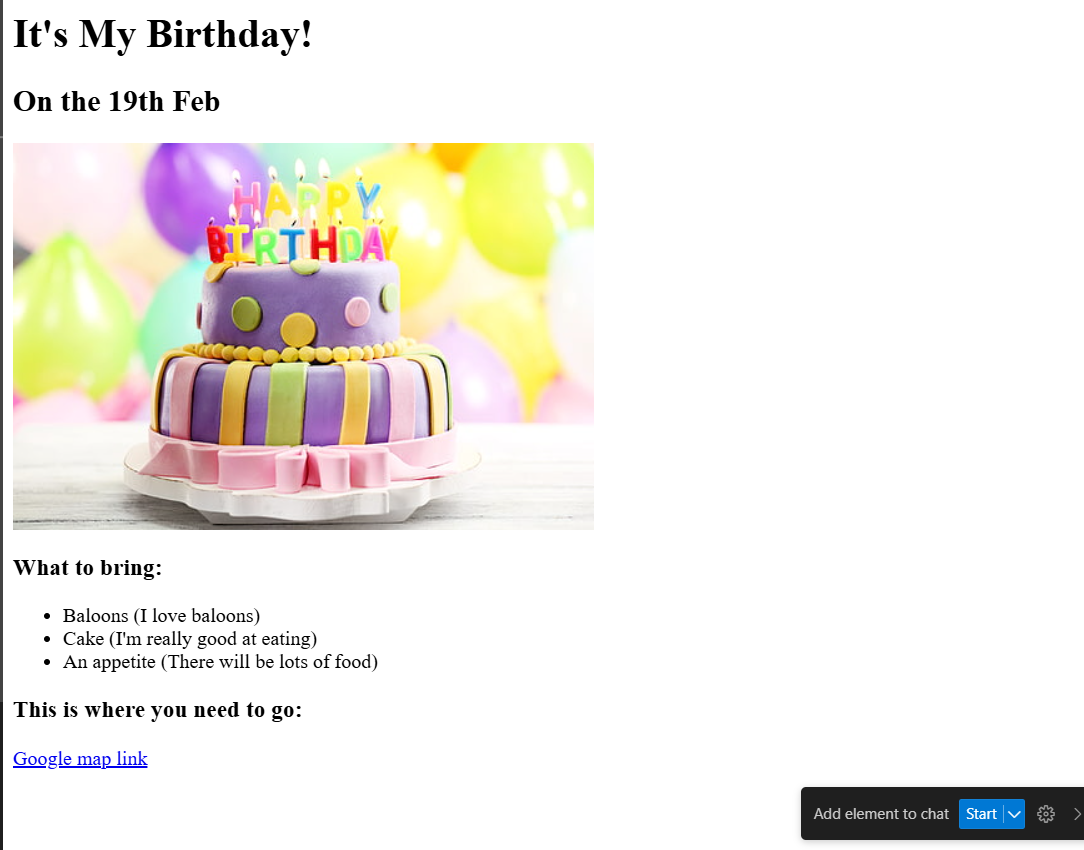 It's My Birthday!
On the 19th Feb
HAPPY
BIRTHDAY
What to bring:
Baloons (I love baloons)
Cake (I'm really good at eating)
An appetite (There will be lots of food)
This is where you need to go:
Google map link
Add element to chat Start